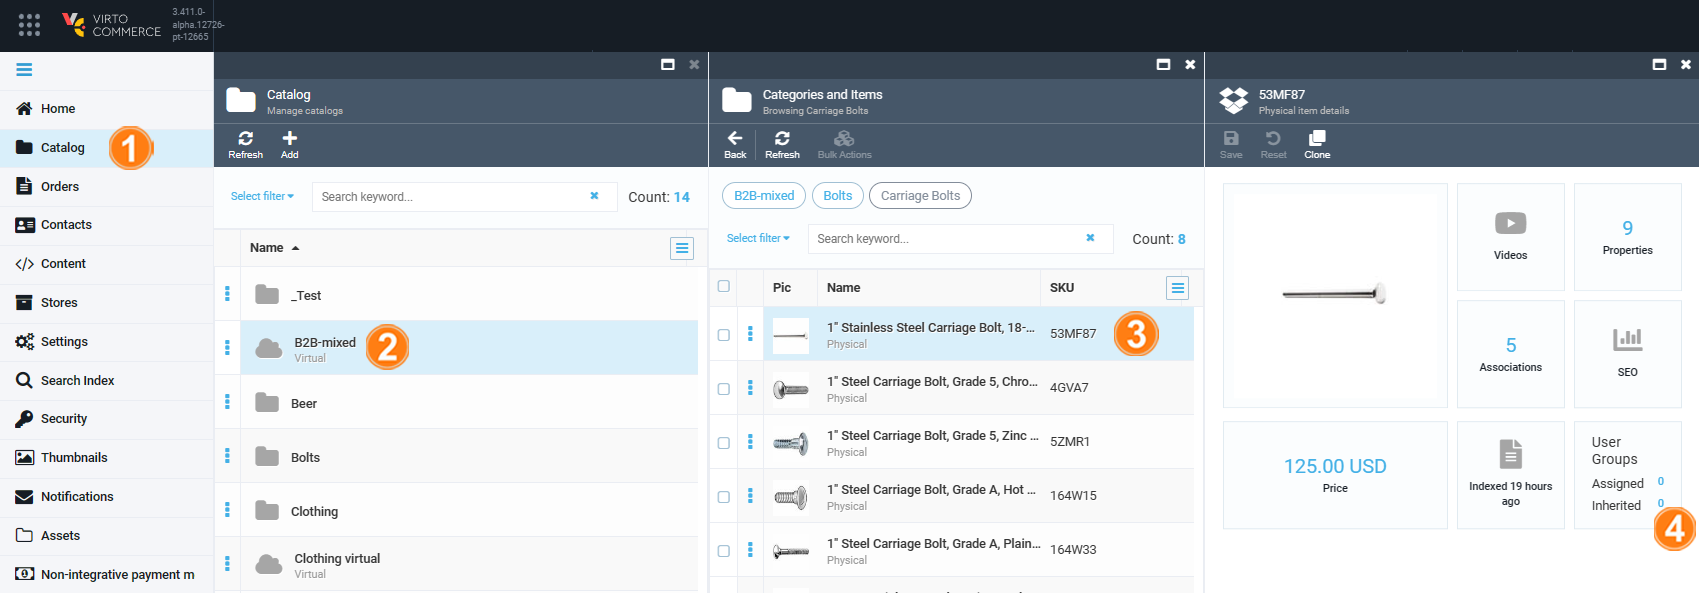 VIRTO
COMMERCE
3.411.0-
alpha.12726-
pt-12665
Home
Catalog
1
Orders
Contacts
Content
Stores
Settings
Search Index
Security
Thumbnails
Notifications
Assets
Non-integrative payment m
Catalog
Manage catalogs
Refresh
Add
Select filter
Search keyword...
Count: 14
Name
_Test
B2B-mixed
Virtual
2
Beer
Bolts
Clothing
Clothing virtual
Virtual
Categories and Items
Browsing Carriage Bolts
Back
Refresh
Bulk Actions
B2B-mixed
Bolts
Carriage Bolts
Select filter
Search keyword...
Count: 8
Pic Name SKU
1" Stainless Steel Carriage Bolt, 18-... 53MF87
Physical
3
1" Steel Carriage Bolt, Grade 5, Chro... 4GVA7
Physical
1" Steel Carriage Bolt, Grade 5, Zinc ... 5ZMR1
Physical
1" Steel Carriage Bolt, Grade A, Hot ... 164W15
Physical
1" Steel Carriage Bolt, Grade A, Plain... 164W33
Physical
53MF87
Physical item details
Save
Reset
Clone
Videos
9
Properties
5
Associations
SEO
125.00 USD
Price
Indexed 19 hours
ago
User
Groups
Assigned 0
Inherited 0
4